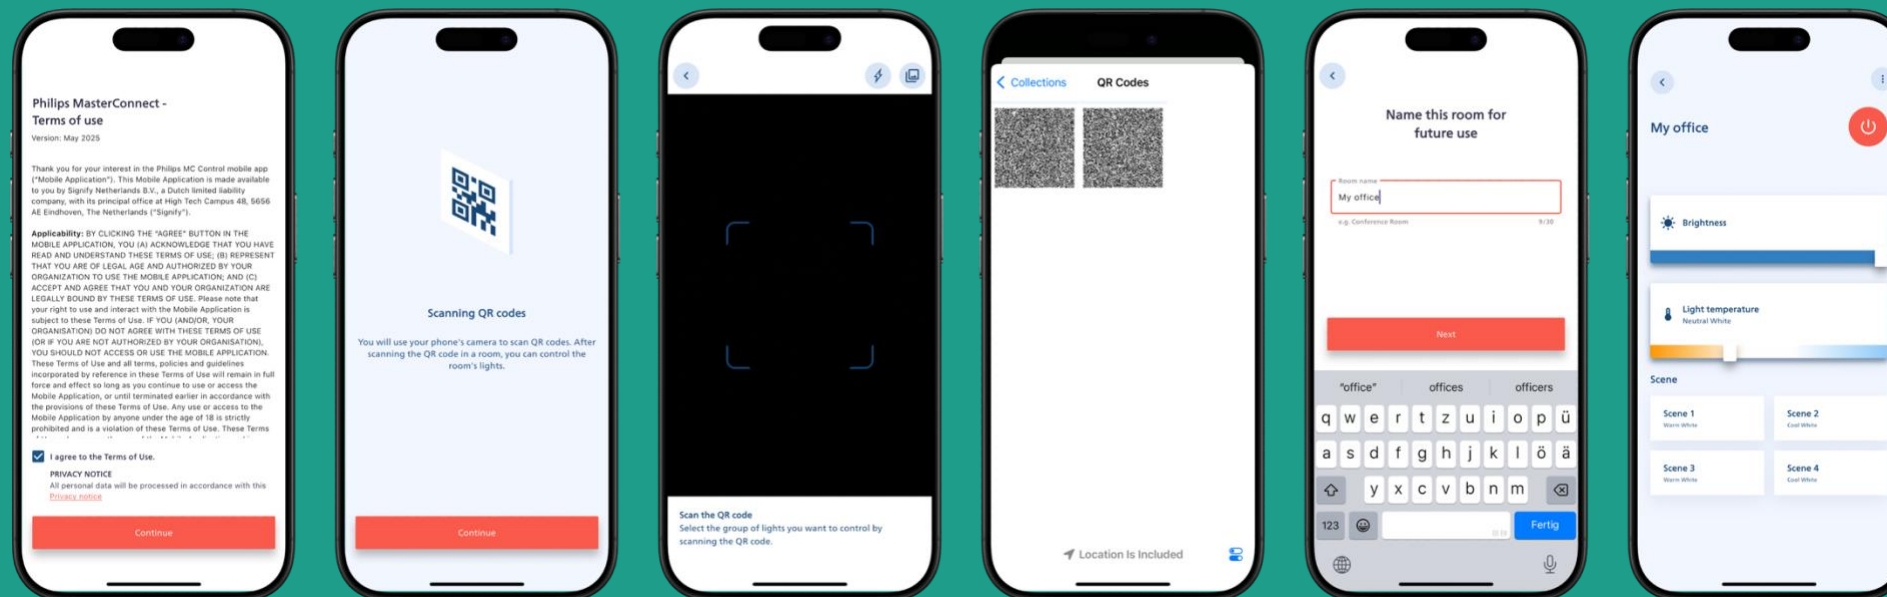 Philips MasterConnect -
Terms of use
Version: May 2025
Thank you for your interest in the Philips MC Control mobile app
("Mobile Application"). This Mobile Application is made available
to you by Signify Netherlands B.V., a Dutch limited liability
company, with its principal office at High Tech Campus 48, 5656
AE Eindhoven, The Netherlands ("Signify").
Applicability: BY CLICKING THE "AGREE" BUTTON IN THE
MOBILE APPLICATION, YOU (A) ACKNOWLEDGE THAT YOU HAVE
READ AND UNDERSTAND THESE TERMS OF USE; (B) REPRESENT
THAT YOU ARE OF LEGAL AGE AND AUTHORIZED BY YOUR
ORGANIZATION TO USE THE MOBILE APPLICATION; AND (C)
ACCEPT AND AGREE THAT YOU AND YOUR ORGANIZATION ARE
LEGALLY BOUND BY THESE TERMS OF USE. Please note that
your right to use and interact with the Mobile Application is
subject to these Terms of Use. IF YOU (AND/OR, YOUR
ORGANISATION) DO NOT AGREE WITH THESE TERMS OF USE
(OR IF YOU ARE NOT AUTHORIZED BY YOUR ORGANISATION),
YOU SHOULD NOT ACCESS OR USE THE MOBILE APPLICATION.
These Terms of Use and all terms, policies and guidelines
incorporated by reference in these Terms of Use will remain in full
force and effect so long as you continue to use or access the
Mobile Application, or until terminated earlier in accordance with
the provisions of these Terms of Use. Any use or access to the
Mobile Application by anyone under the age of 18 is strictly
prohibited and is a violation of these Terms of Use. These Terms
I agree to the Terms of Use.
PRIVACY NOTICE
All personal data will be processed in accordance with this
Privacy notice
Continue
Scanning QR codes
You will use your phone's camera to scan QR codes. After
scanning the QR code in a room, you can control the
room's lights.
Continue
Scan the QR code
Select the group of lights you want to control by
scanning the QR code.
Collections
QR Codes
Location Is Included
Name this room for
future use
Room name
My office
e.g. Conference Room 9/30
Next
"office" offices officers
q w e r t z u i o p ü
a s d f g h j k l ö ä
y x c v b n m
123 Fertig
My office
Brightness
Light temperature
Neutral White
Scene
Scene 1
Warm White
Scene 2
Cool White
Scene 3
Warm White
Scene 4
Cool White